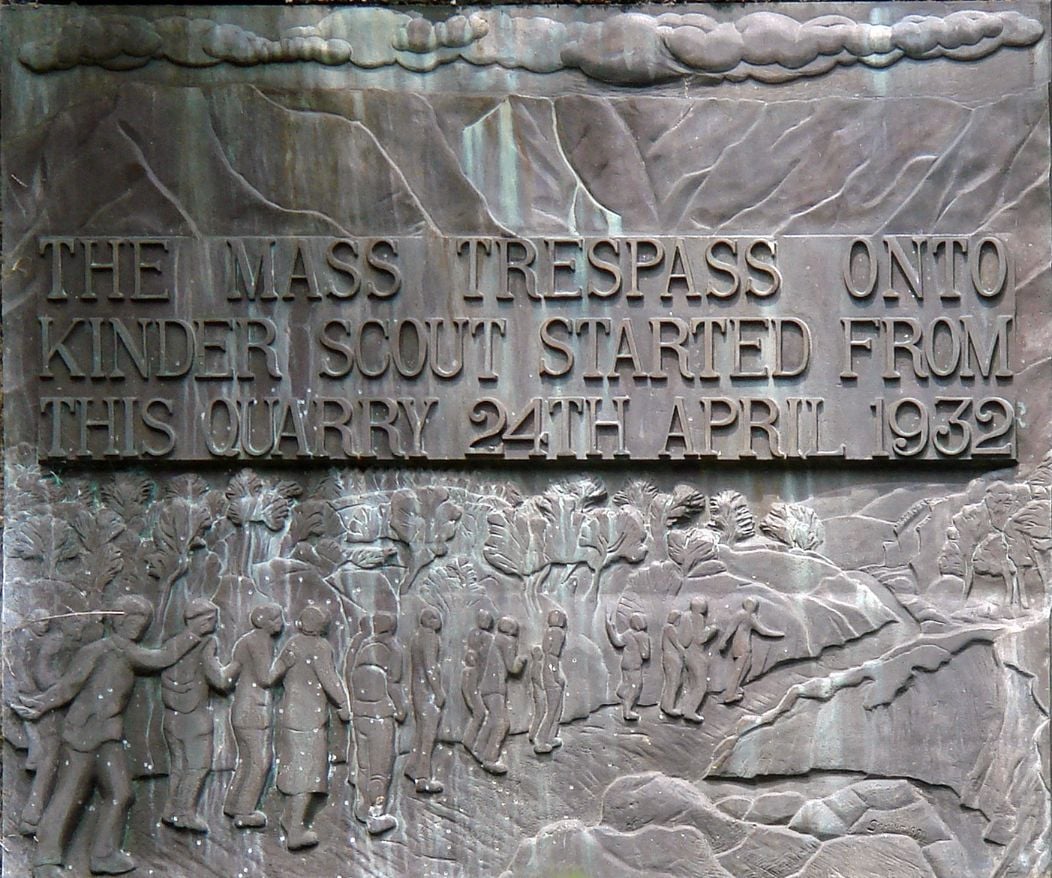 THE MASS TRESPASS ONTO
KINDER SCOUT STARTED FROM
THIS QUARRY 24TH APRIL 1932